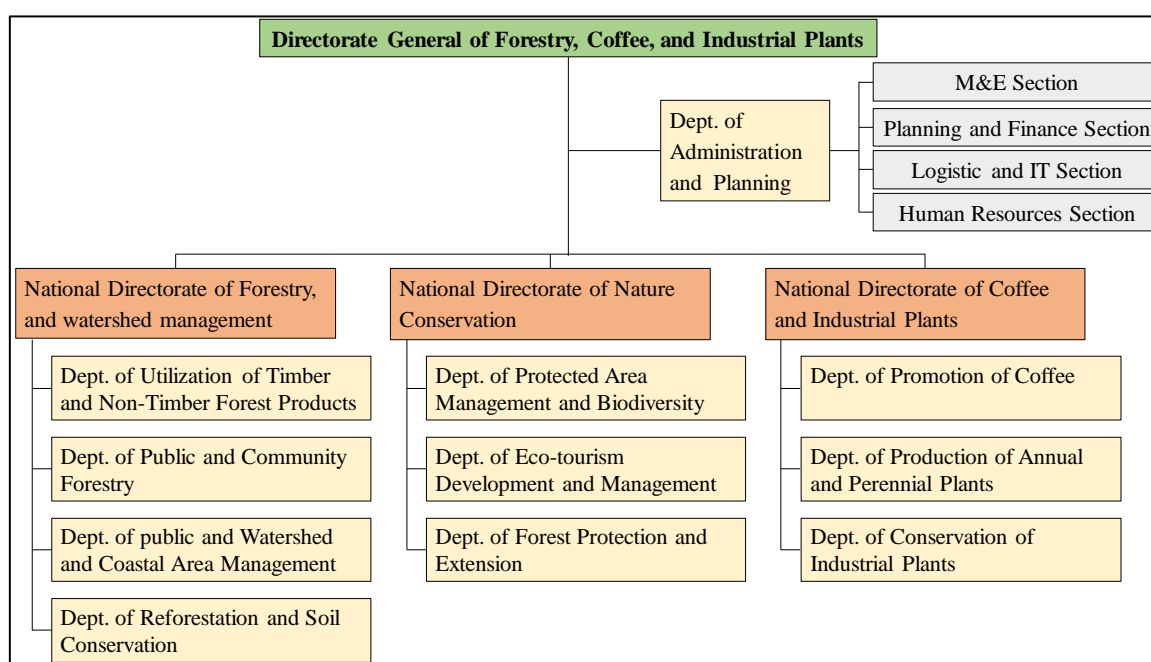 Directorate General of Forestry, Coffee, and Industrial Plants
Dept. of
Administration
and Planning
M&E Section
Planning and Finance Section
Logistic and IT Section
Human Resources Section
National Directorate of Forestry,
and watershed management
Dept. of Utilization of Timber
and Non-Timber Forest Products
Dept. of Public and Community
Forestry
Dept. of public and Watershed
and Coastal Area Management
Dept. of Reforestation and Soil
Conservation
National Directorate of Nature
Conservation
Dept. of Protected Area
Management and Biodiversity
Dept. of Eco-tourism
Development and Management
Dept. of Forest Protection and
Extension
National Directorate of Coffee
and Industrial Plants
Dept. of Promotion of Coffee
Dept. of Production of Annual
and Perennial Plants
Dept. of Conservation of
Industrial Plants